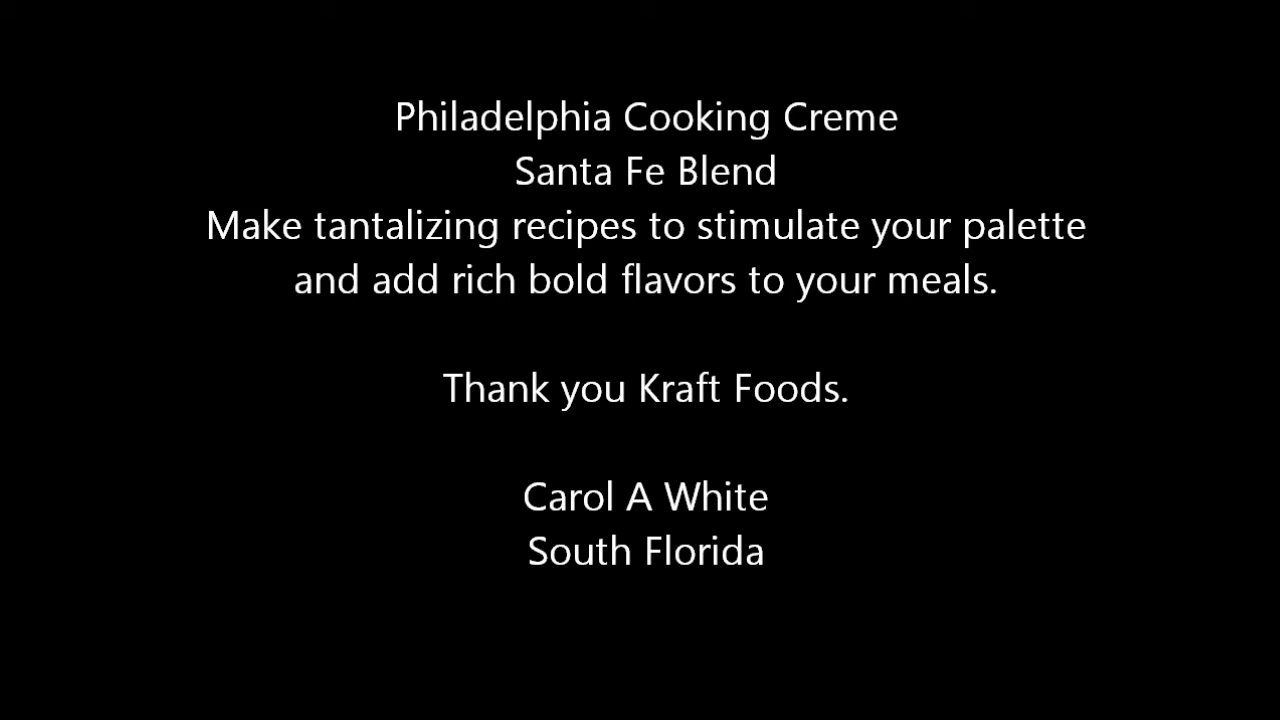 Philadelphia Cooking Creme
Santa Fe Blend
Make tantalizing recipes to stimulate your palette
and add rich bold flavors to your meals.
Thank you Kraft Foods.
Carol A White
South Florida